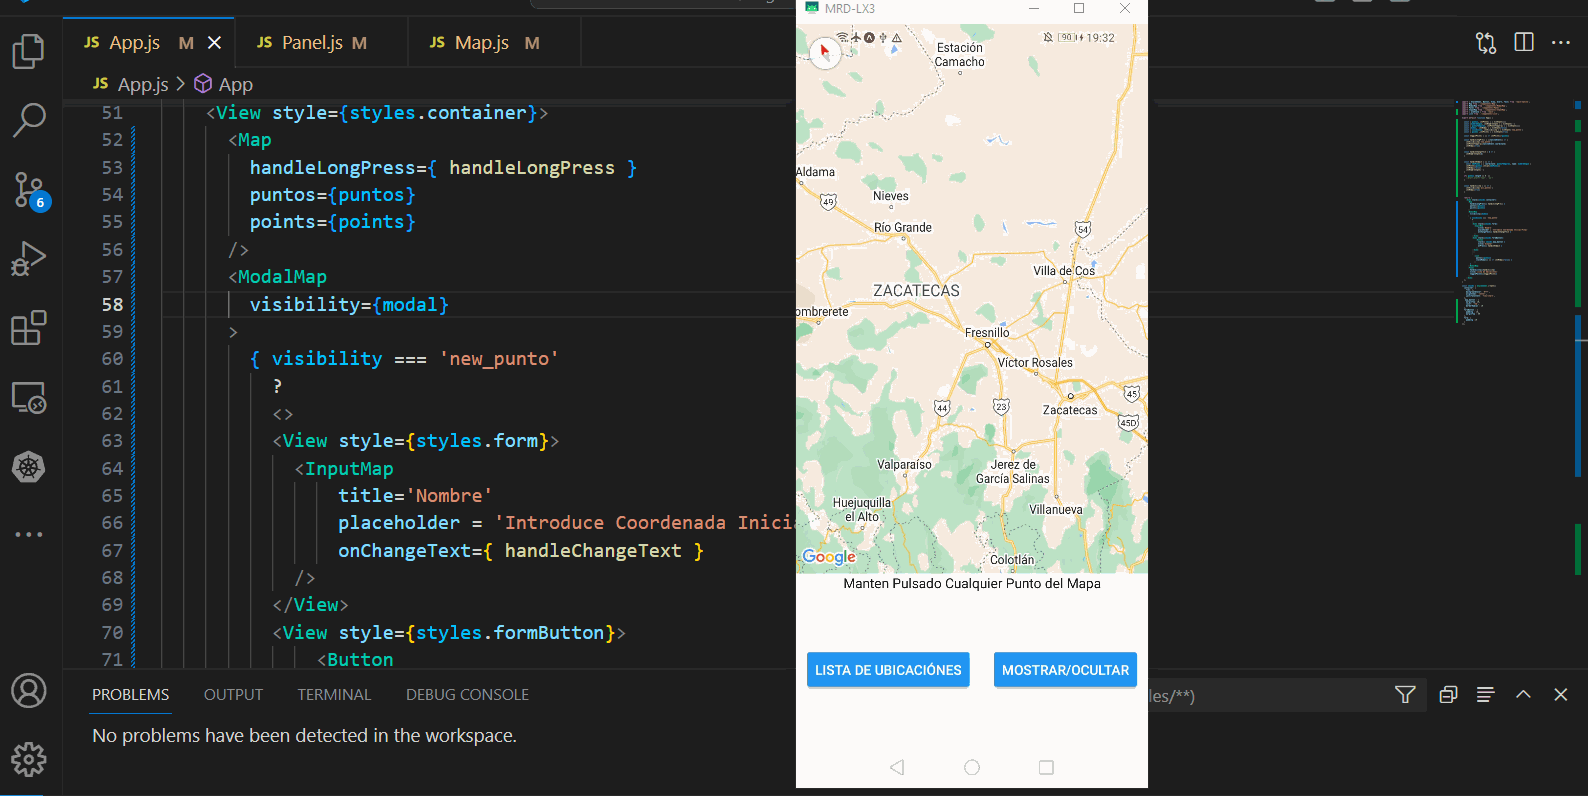 JS App.js M
JS Panel.js M
JS Map.js M
JS App.js > App
51 <View style={styles.container}>
52 <Map
53 handleLongPress={ handleLongPress }
54 puntos={puntos}
55 points={points}
56 />
57 <ModalMap
58 visibility={modal}
59 >
60 { visibility === 'new_punto'
61 ?
62 <>
63 <View style={styles.form}>
64 <InputMap
65 title='Nombre'
66 placeholder = 'Introduce Coordenada Inicia
67 onChangeText={ handleChangeText }
68 />
69 </View>
70 <View style={styles.formButton}>
71 <Button
6
PROBLEMS OUTPUT TERMINAL DEBUG CONSOLE
les/**)
No problems have been detected in the workspace.
MRD-LX3
90 19:32
Estación
Camacho
Aldama
49
Nieves
Río Grande
54
Villa de Cos
ZACATECAS
ombrerete
Fresnillo
Víctor Rosales
44
23
45
Zacatecas
45D
Valparaíso
Jerez de
García Salinas
Huejuquilla
el Alto
Villanueva
Google
Colotlán
Manten Pulsado Cualquier Punto del Mapa
LISTA DE UBICACIÓNES
MOSTRAR/OCULTAR